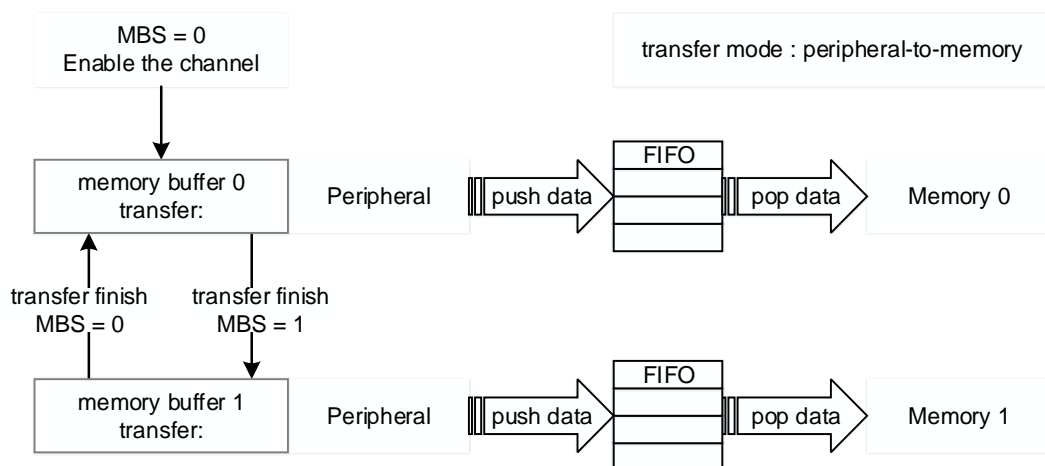 MBS = 0
Enable the channel
transfer mode : peripheral-to-memory
memory buffer 0
transfer:
Peripheral
push data
FIFO
pop data
Memory 0
transfer finish
MBS = 0
transfer finish
MBS = 1
memory buffer 1
transfer:
Peripheral
push data
FIFO
pop data
Memory 1